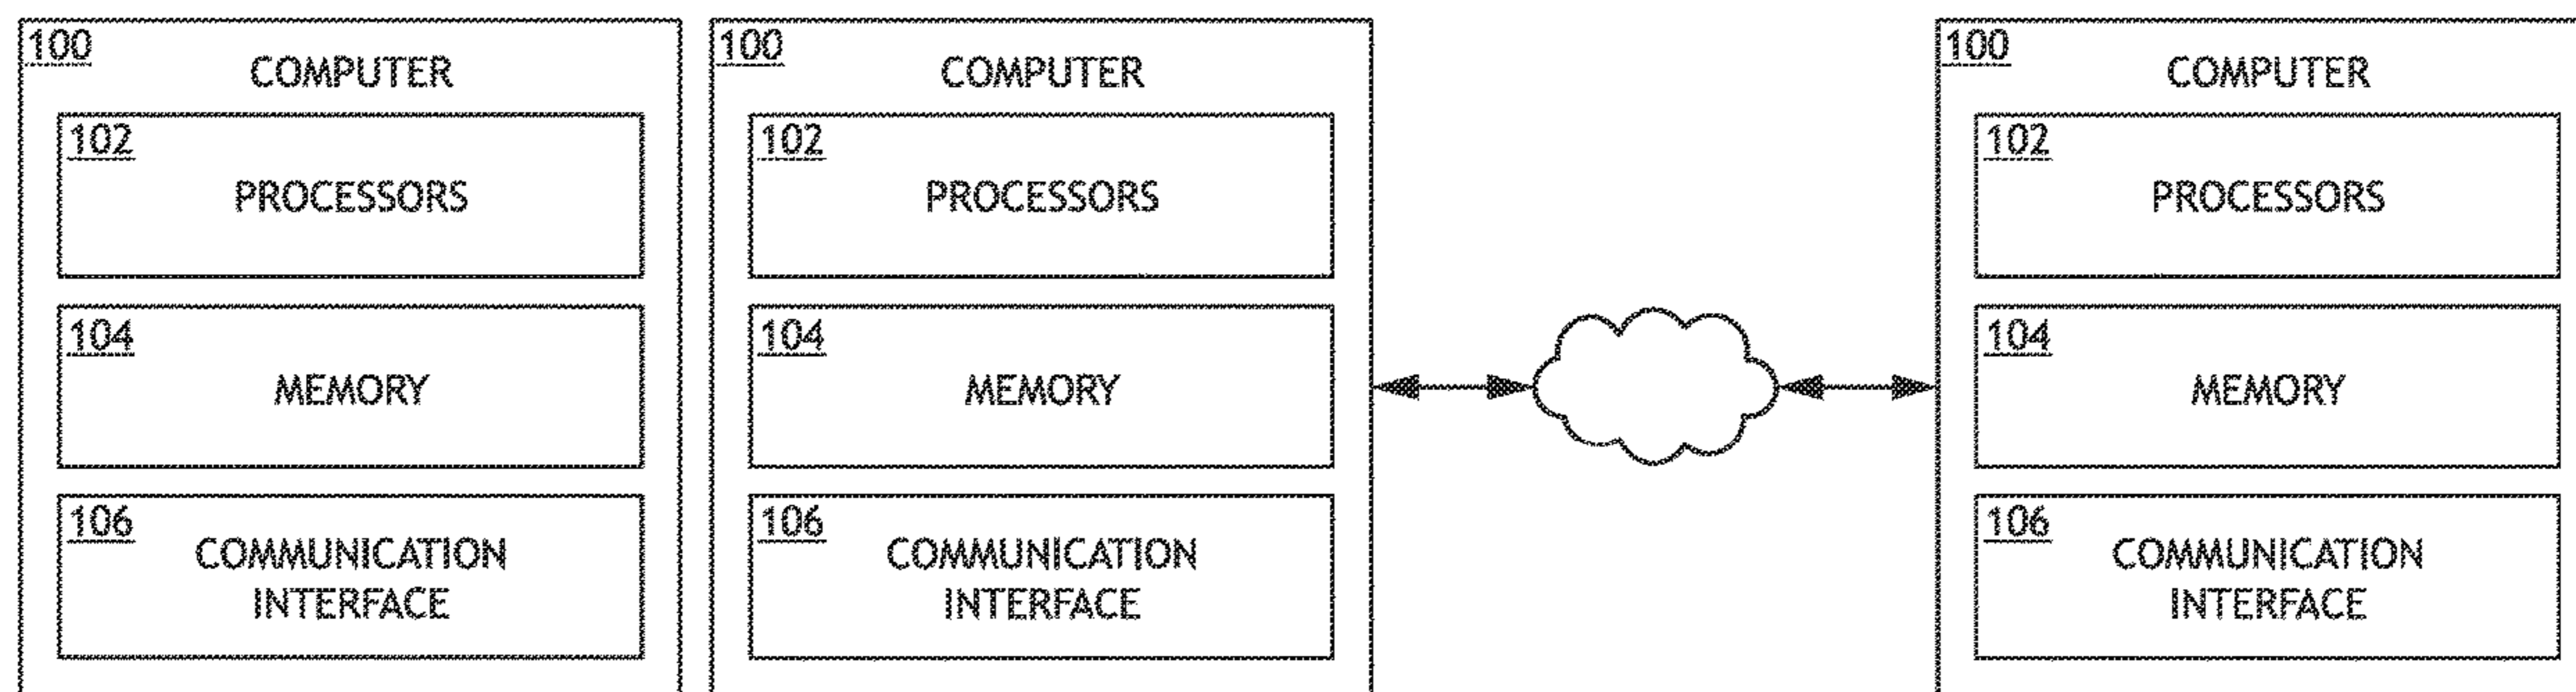 100
COMPUTER
102
PROCESSORS
104
MEMORY
106
COMMUNICATION
INTERFACE
100
COMPUTER
102
PROCESSORS
104
MEMORY
106
COMMUNICATION
INTERFACE
100
COMPUTER
102
PROCESSORS
104
MEMORY
106
COMMUNICATION
INTERFACE